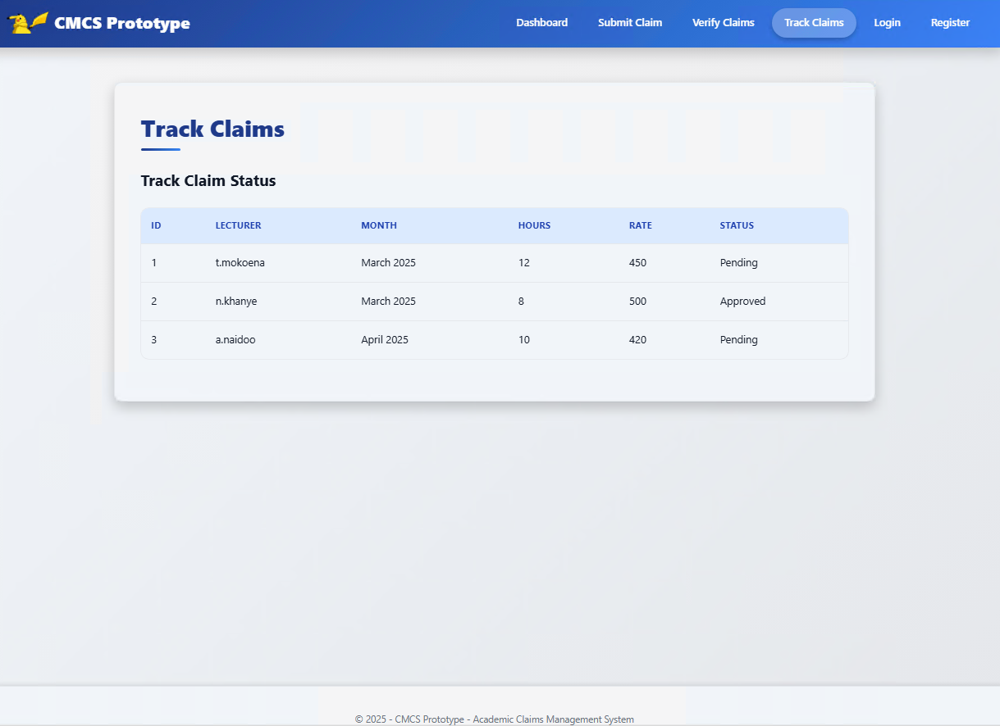 CMCS Prototype Dashboard Submit Claim Verify Claims Track Claims Login Register
Track Claims
Track Claim Status
ID LECTURER MONTH HOURS RATE STATUS
1 t.mokoena March 2025 12 450 Pending
2 n.khanye March 2025 8 500 Approved
3 a.naidoo April 2025 10 420 Pending
© 2025 - CMCS Prototype - Academic Claims Management System